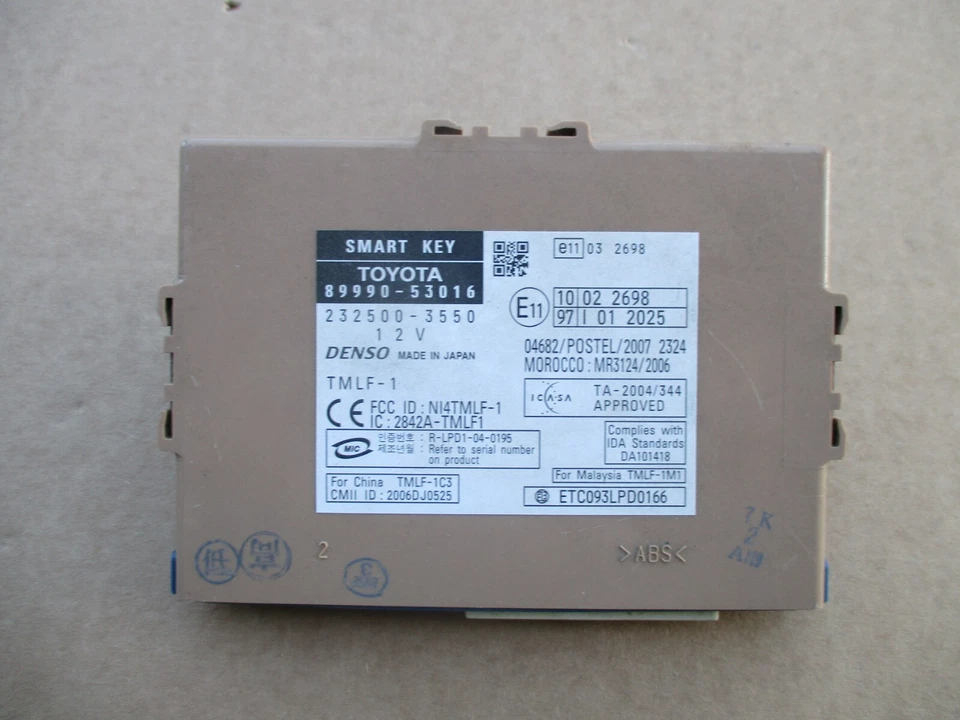 SMART KEY
TOYOTA
89990-53016
232500-3550
12V
DENSO MADE IN JAPAN
TMLF-1
CE FCC ID : NI4TMLF-1
IC : 2842A-TMLF1
MIC 인증번호 : R-LPD1-04-0195
제조년월 : Refer to serial number
on product
For China TMLF-1C3
CMII ID : 2006DJ0525
e11 03 2698
E11 10 02 2698
97 I 01 2025
04682/POSTEL/2007 2324
MOROCCO : MR3124/2006
ICASA TA-2004/344
APPROVED
Complies with
IDA Standards
DA101418
For Malaysia TMLF-1M1
ETC093LPD0166
低
2
>ABS<
K
2